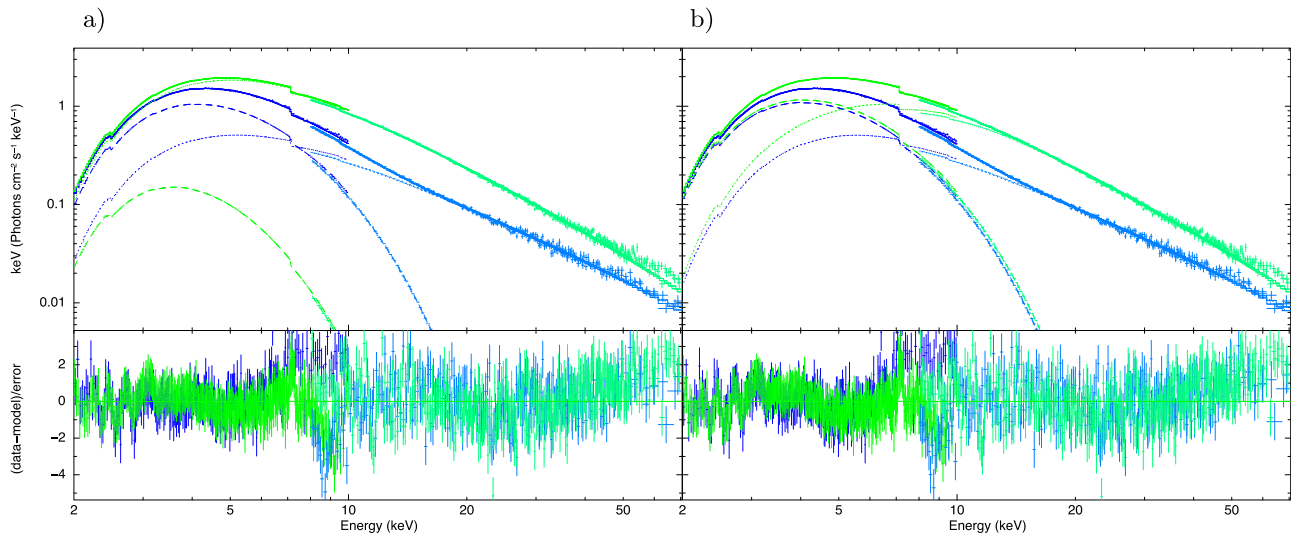 a)
b)
keV (Photons cm⁻² s⁻¹ keV⁻¹)
1
0.1
0.01
(data−model)/error
2
0
−2
−4
2 5 10 20 50 2 5 10 20 50
Energy (keV) Energy (keV)